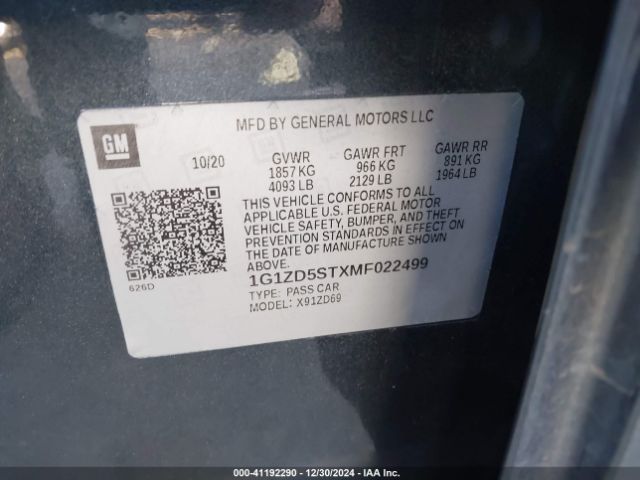 MFD BY GENERAL MOTORS LLC
GM
10/20 GVWR GAWR FRT GAWR RR
1857 KG 966 KG 891 KG
4093 LB 2129 LB 1964 LB
THIS VEHICLE CONFORMS TO ALL
APPLICABLE U.S. FEDERAL MOTOR
VEHICLE SAFETY, BUMPER, AND THEFT
PREVENTION STANDARDS IN EFFECT ON
THE DATE OF MANUFACTURE SHOWN
ABOVE.
626D
1G1ZD5STXMF022499
TYPE: PASS CAR
MODEL: X91ZD69
000-41192290 - 12/30/2024 - IAA Inc.